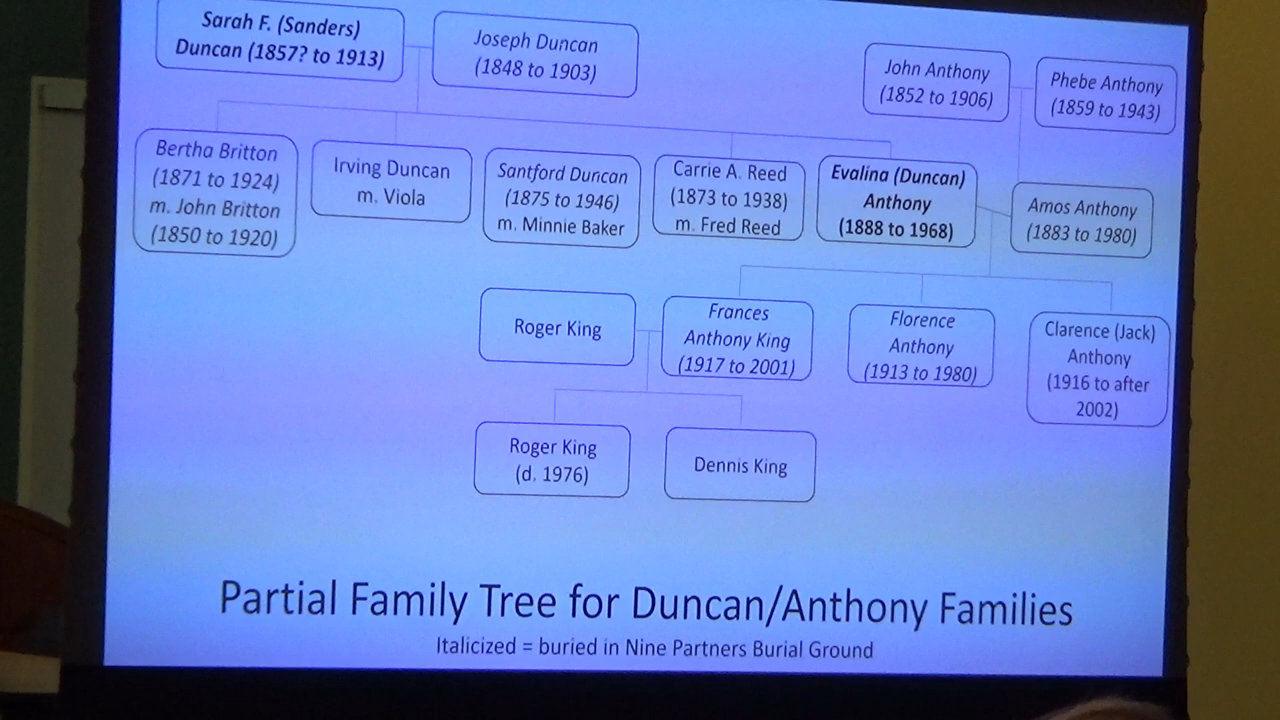 Sarah F. (Sanders)
Duncan (1857? to 1913)
Joseph Duncan
(1848 to 1903)
John Anthony
(1852 to 1906)
Phebe Anthony
(1859 to 1943)
Bertha Britton
(1871 to 1924)
m. John Britton
(1850 to 1920)
Irving Duncan
m. Viola
Santford Duncan
(1875 to 1946)
m. Minnie Baker
Carrie A. Reed
(1873 to 1938)
m. Fred Reed
Evalina (Duncan)
Anthony
(1888 to 1968)
Amos Anthony
(1883 to 1980)
Roger King
Frances
Anthony King
(1917 to 2001)
Florence
Anthony
(1913 to 1980)
Clarence (Jack)
Anthony
(1916 to after
2002)
Roger King
(d. 1976)
Dennis King
Partial Family Tree for Duncan/Anthony Families
Italicized = buried in Nine Partners Burial Ground